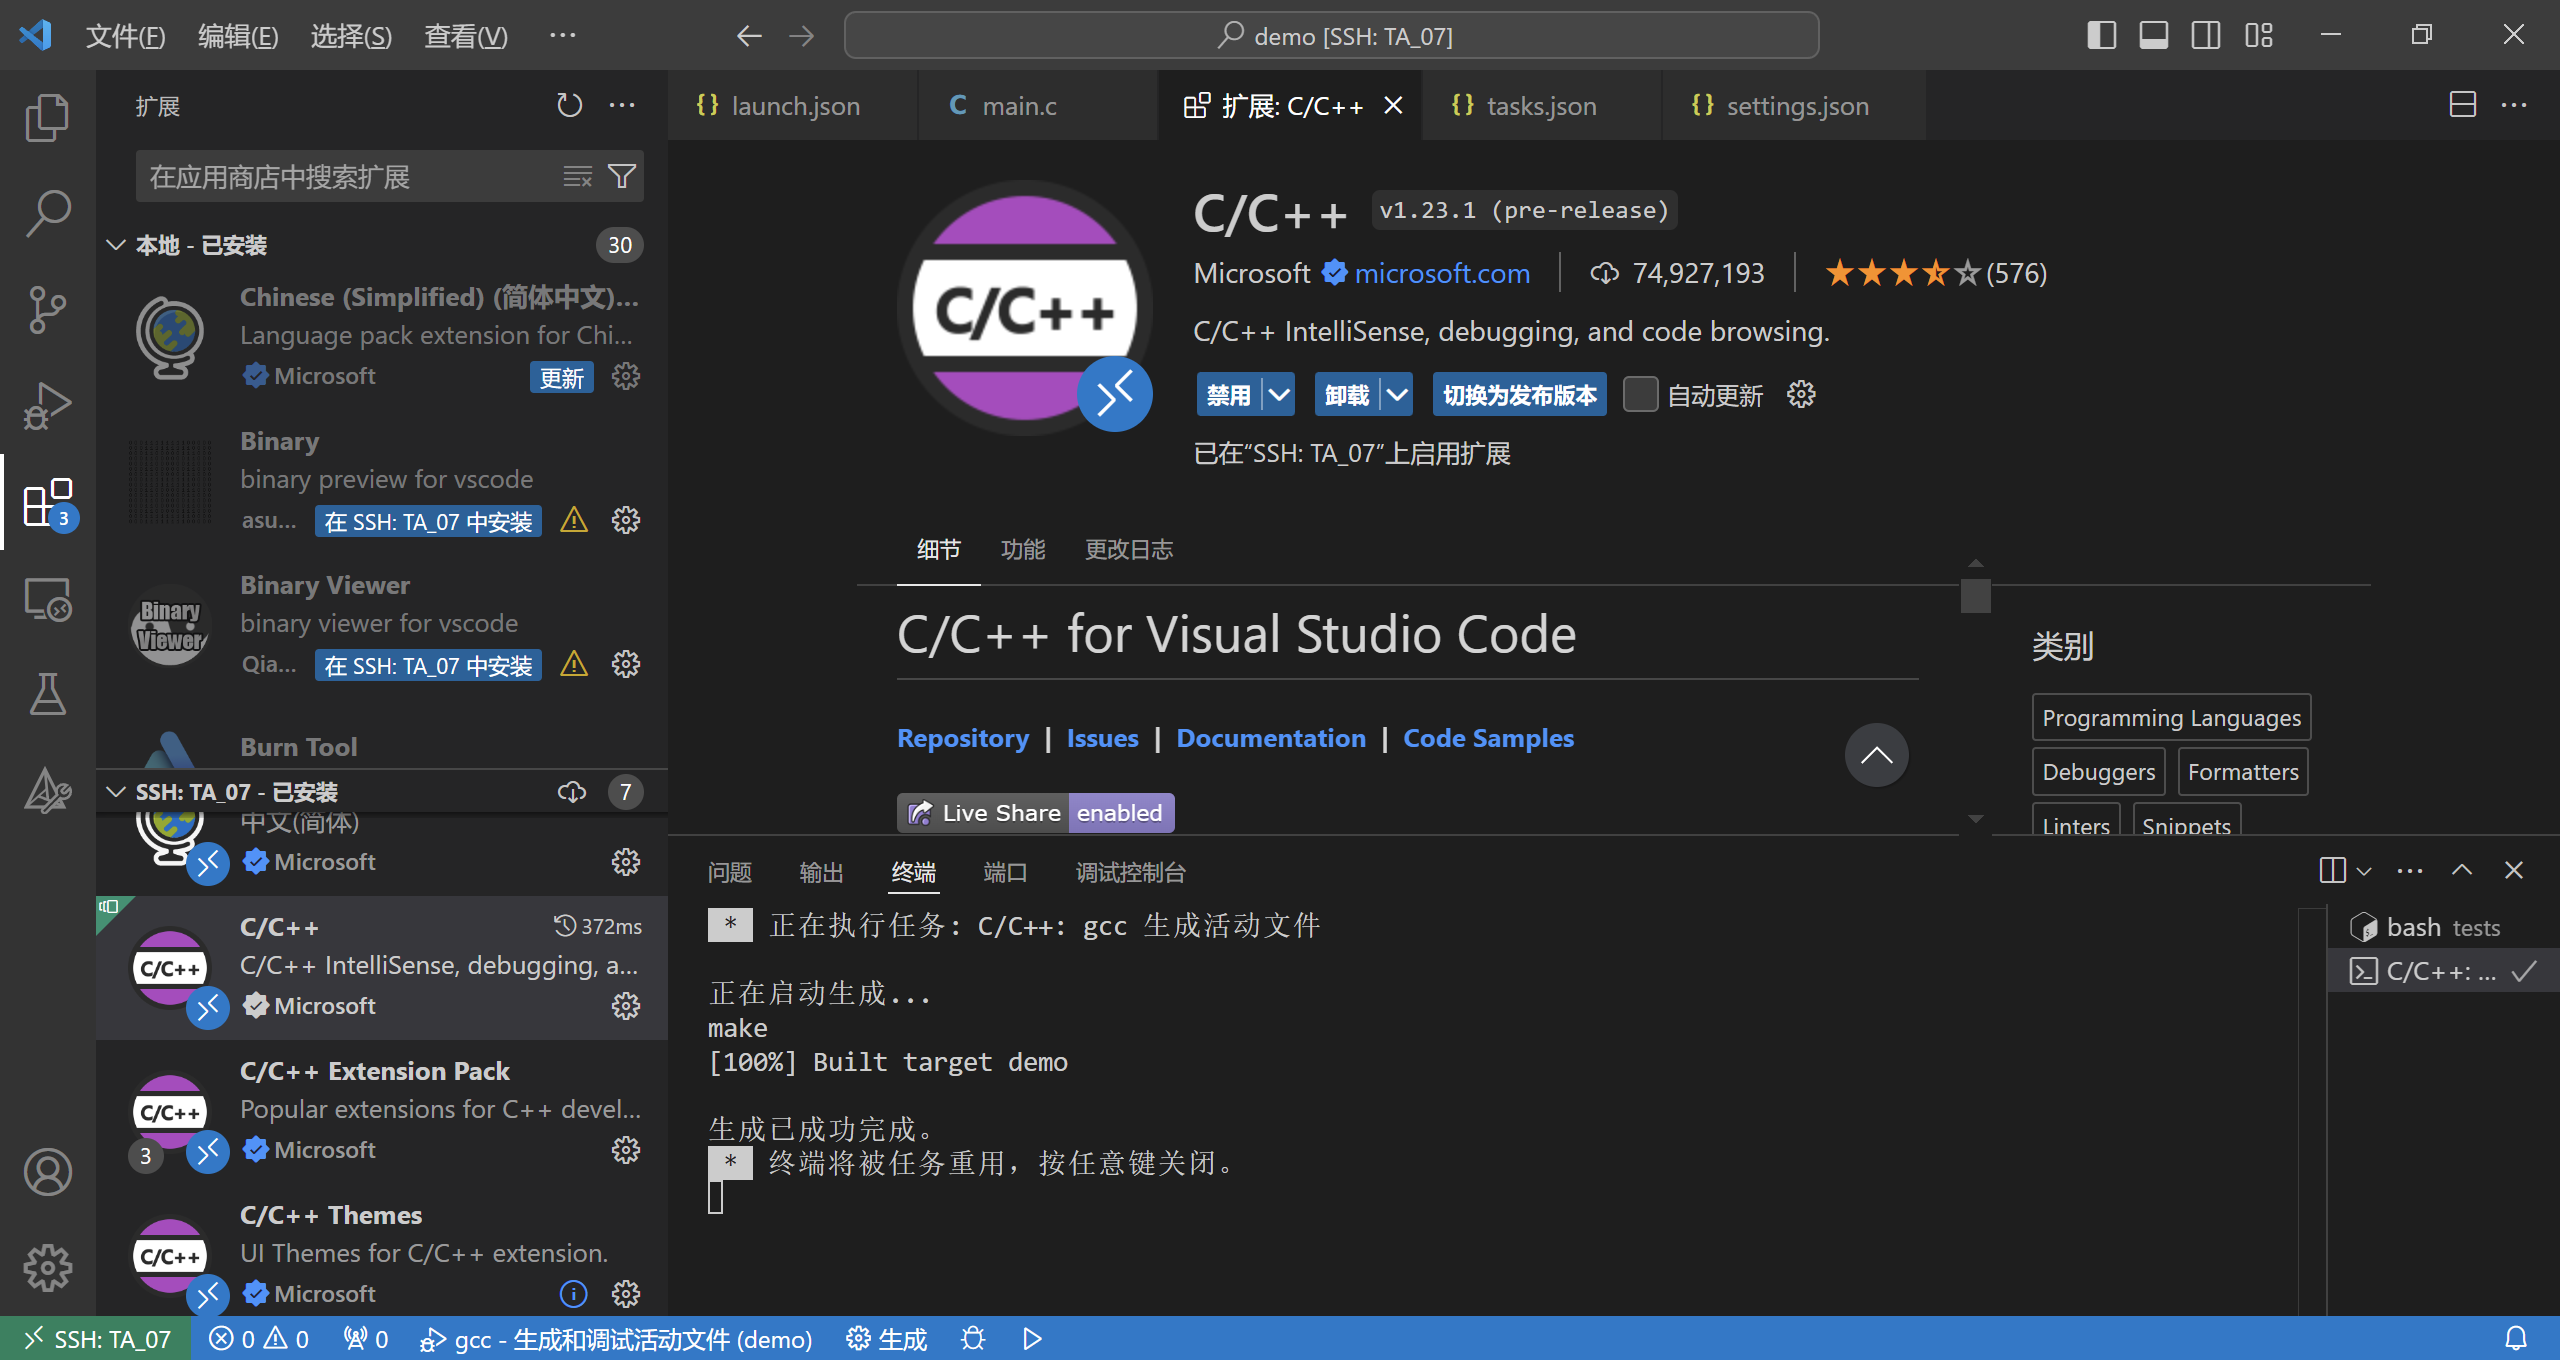 文件(F) 编辑(E) 选择(S) 查看(V) ···
demo [SSH: TA_07]
扩展
在应用商店中搜索扩展
本地 - 已安装 30
Chinese (Simplified) (简体中文)...
Language pack extension for Chi...
Microsoft 更新
Binary
binary preview for vscode
asu... 在 SSH: TA_07 中安装
Binary Viewer
Binary Viewer
binary viewer for vscode
Qia... 在 SSH: TA_07 中安装
Burn Tool
3
SSH: TA_07 - 已安装 7
中文(简体)
Microsoft
C/C++ 372ms
C/C++
C/C++ IntelliSense, debugging, a...
Microsoft
C/C++ Extension Pack
C/C++
Popular extensions for C++ devel...
3 Microsoft
C/C++ Themes
C/C++
UI Themes for C/C++ extension.
Microsoft
{} launch.json C main.c 扩展: C/C++ {} tasks.json {} settings.json
C/C++
C/C++ v1.23.1 (pre-release)
Microsoft microsoft.com 74,927,193 (576)
C/C++ IntelliSense, debugging, and code browsing.
禁用 卸载 切换为发布版本 自动更新
已在“SSH: TA_07”上启用扩展
细节 功能 更改日志
C/C++ for Visual Studio Code
Repository | Issues | Documentation | Code Samples
Live Share enabled
类别
Programming Languages
Debuggers Formatters
Linters Snippets
问题 输出 终端 端口 调试控制台
* 正在执行任务: C/C++: gcc 生成活动文件
正在启动生成...
make
[100%] Built target demo
生成已成功完成。
* 终端将被任务重用，按任意键关闭。
bash tests
C/C++: ...
SSH: TA_07 0 0 0 gcc - 生成和调试活动文件 (demo) 生成